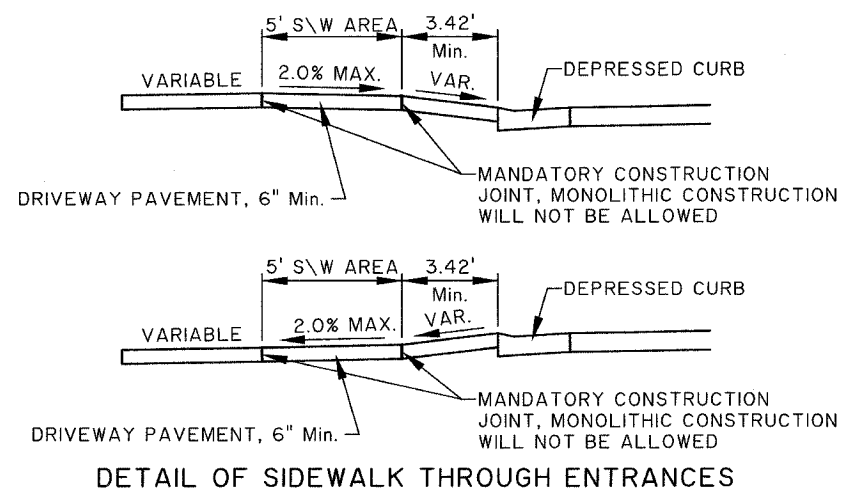 5' S\W AREA
3.42'
Min.
VARIABLE
2.0% MAX.
VAR.
DEPRESSED CURB
DRIVEWAY PAVEMENT, 6" Min.
MANDATORY CONSTRUCTION
JOINT, MONOLITHIC CONSTRUCTION
WILL NOT BE ALLOWED
5' S\W AREA
3.42'
Min.
VARIABLE
2.0% MAX.
VAR.
DEPRESSED CURB
DRIVEWAY PAVEMENT, 6" Min.
MANDATORY CONSTRUCTION
JOINT, MONOLITHIC CONSTRUCTION
WILL NOT BE ALLOWED
DETAIL OF SIDEWALK THROUGH ENTRANCES